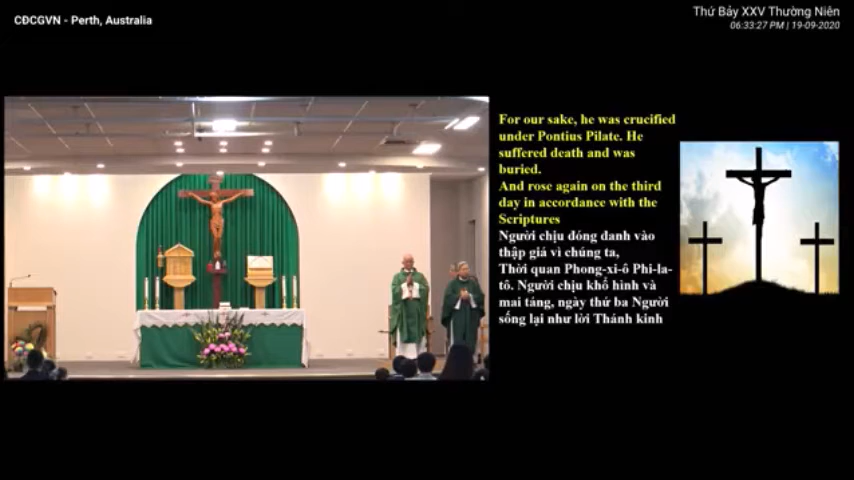 CĐCGVN - Perth, Australia
Thứ Bảy XXV Thường Niên
06:33:27 PM | 19-09-2020
For our sake, he was crucified
under Pontius Pilate. He
suffered death and was
buried.
And rose again on the third
day in accordance with the
Scriptures
Người chịu đóng đanh vào
thập giá vì chúng ta,
Thời quan Phong-xi-ô Phi-la-
tô. Người chịu khổ hình và
mai táng, ngày thứ ba Người
sống lại như lời Thánh kinh